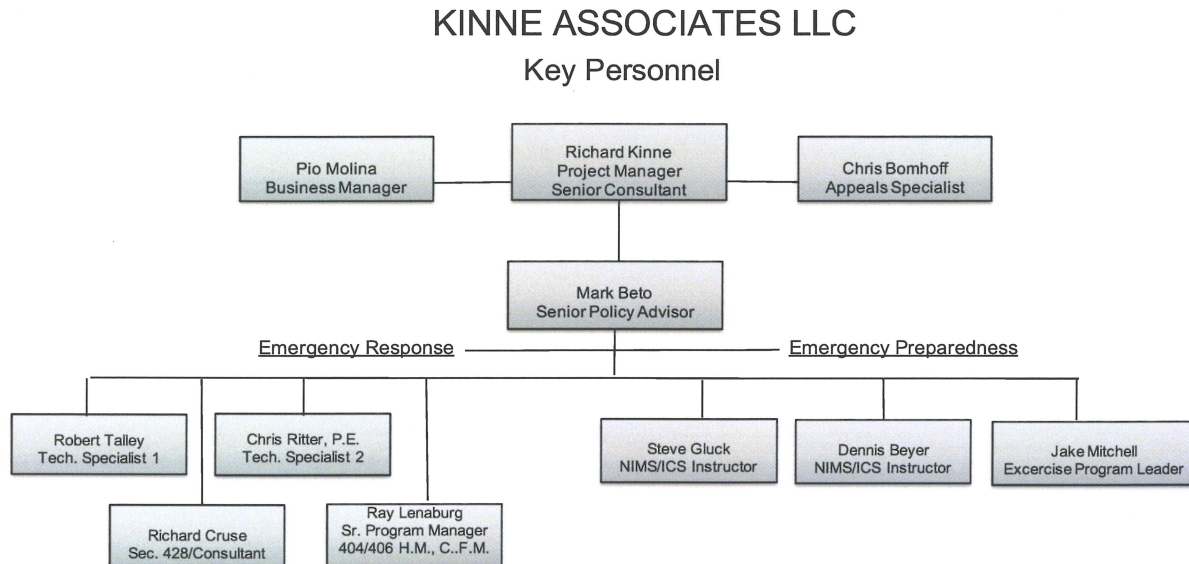 KINNE ASSOCIATES LLC
Key Personnel
Pio Molina
Business Manager
Richard Kinne
Project Manager
Senior Consultant
Chris Bomhoff
Appeals Specialist
Mark Beto
Senior Policy Advisor
Emergency Response
Emergency Preparedness
Robert Talley
Tech. Specialist 1
Chris Ritter, P.E.
Tech. Specialist 2
Steve Gluck
NIMS/ICS Instructor
Dennis Beyer
NIMS/ICS Instructor
Jake Mitchell
Excercise Program Leader
Richard Cruse
Sec. 428/Consultant
Ray Lenaburg
Sr. Program Manager
404/406 H.M., C..F.M.